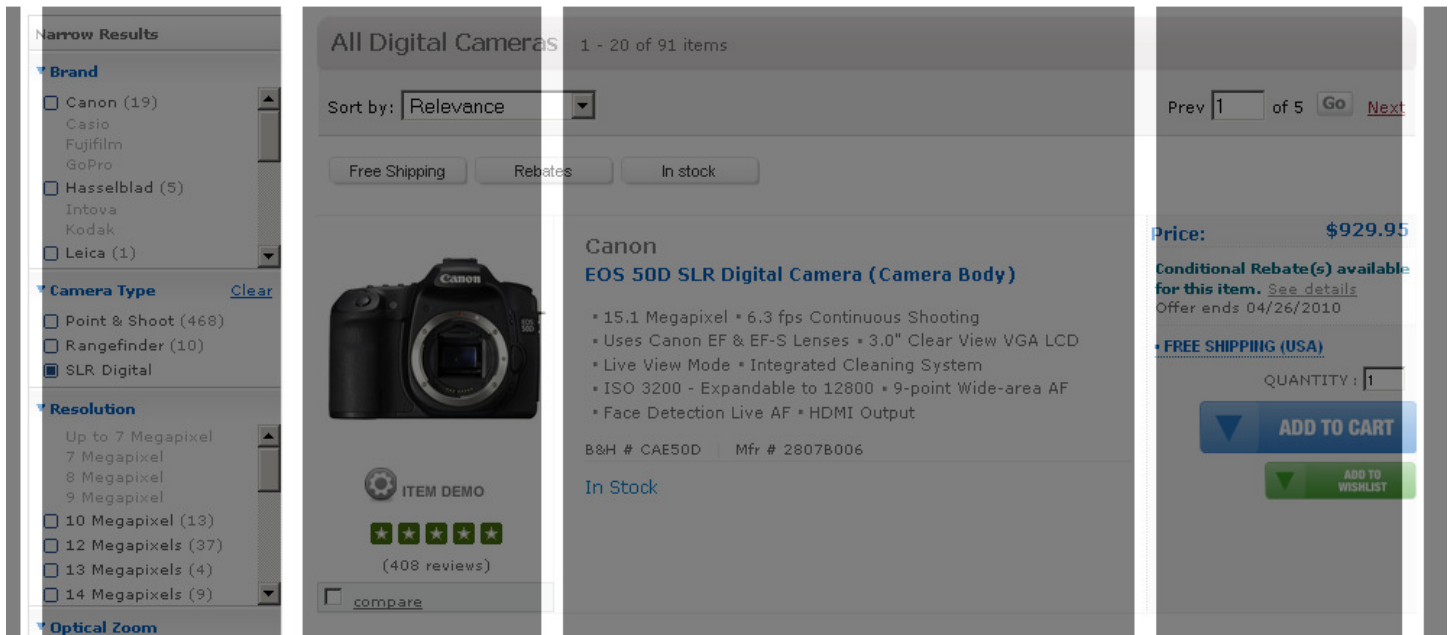 Narrow Results
Brand
Canon (19)
Casio
Fujifilm
GoPro
Hasselblad (5)
Intova
Kodak
Leica (1)
Camera Type Clear
Point & Shoot (468)
Rangefinder (10)
SLR Digital
Resolution
Up to 7 Megapixel
7 Megapixel
8 Megapixel
9 Megapixel
10 Megapixel (13)
12 Megapixels (37)
13 Megapixels (4)
14 Megapixels (9)
Optical Zoom
All Digital Cameras 1 - 20 of 91 items
Sort by: Relevance
Prev 1 of 5 Go Next
Free Shipping Rebates In stock
Canon
EOS 50D
ITEM DEMO
(408 reviews)
compare
Canon
EOS 50D SLR Digital Camera (Camera Body)
▪ 15.1 Megapixel ▪ 6.3 fps Continuous Shooting
▪ Uses Canon EF & EF-S Lenses ▪ 3.0" Clear View VGA LCD
▪ Live View Mode ▪ Integrated Cleaning System
▪ ISO 3200 - Expandable to 12800 ▪ 9-point Wide-area AF
▪ Face Detection Live AF ▪ HDMI Output
B&H # CAE50D | Mfr # 2807B006
In Stock
Price: $929.95
Conditional Rebate(s) available
for this item. See details
Offer ends 04/26/2010
▪ FREE SHIPPING (USA)
QUANTITY : 1
ADD TO CART
ADD TO
WISHLIST